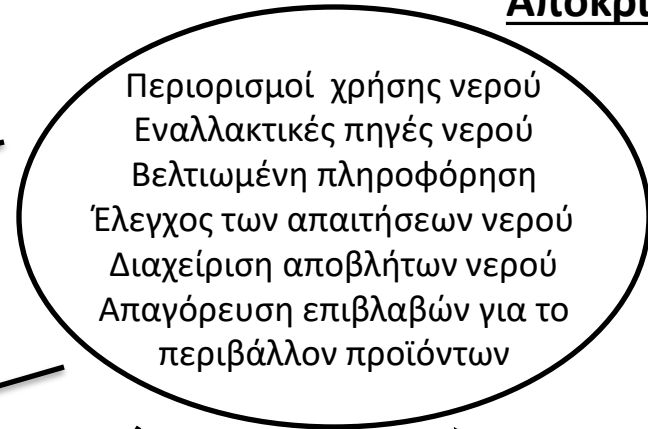 Περιορισμοί χρήσης νερού
Εναλλακτικές πηγές νερού
Βελτιωμένη πληροφόρηση
Έλεγχος των απαιτήσεων νερού
Διαχείριση αποβλήτων νερού
Απαγόρευση επιβλαβών για το
περιβάλλον προϊόντων